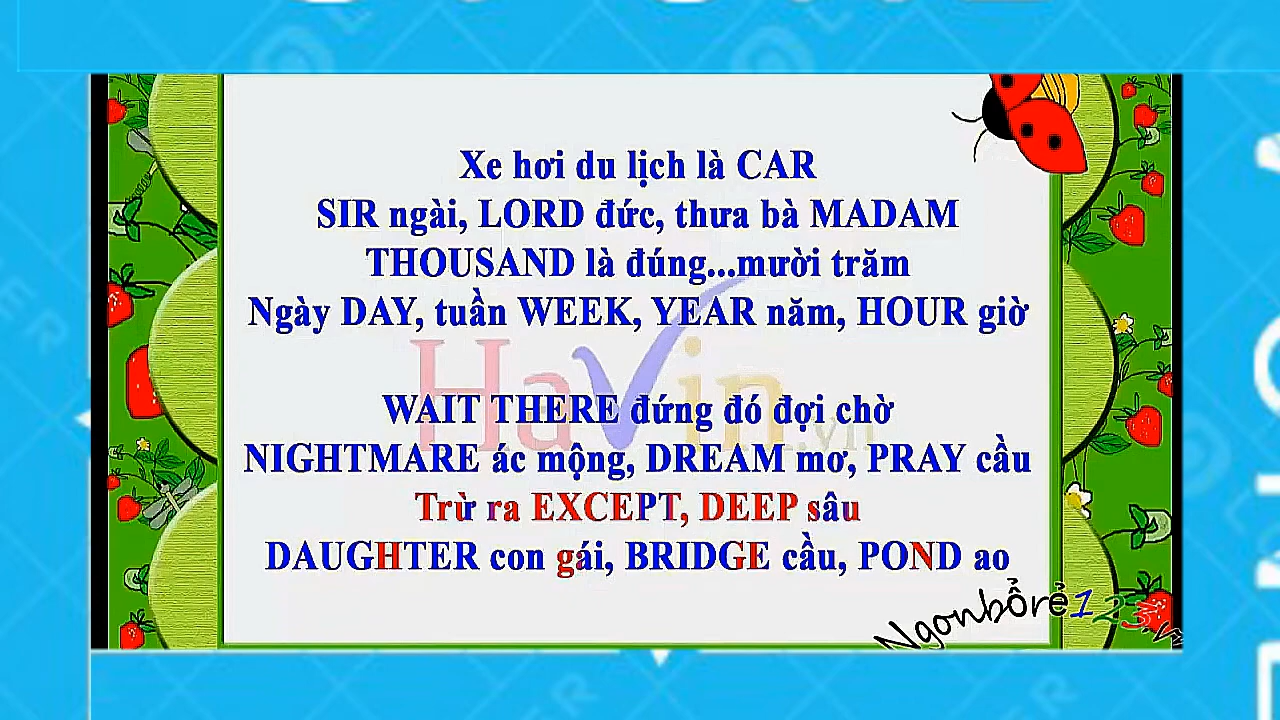 Xe hơi du lịch là CAR
SIR ngài, LORD đức, thưa bà MADAM
THOUSAND là đúng...mười trăm
Ngày DAY, tuần WEEK, YEAR năm, HOUR giờ
HaVin.vn
WAIT THERE đứng đó đợi chờ
NIGHTMARE ác mộng, DREAM mơ, PRAY cầu
Trừ ra EXCEPT, DEEP sâu
DAUGHTER con gái, BRIDGE cầu, POND ao
Ngonbổrẻ123.vn